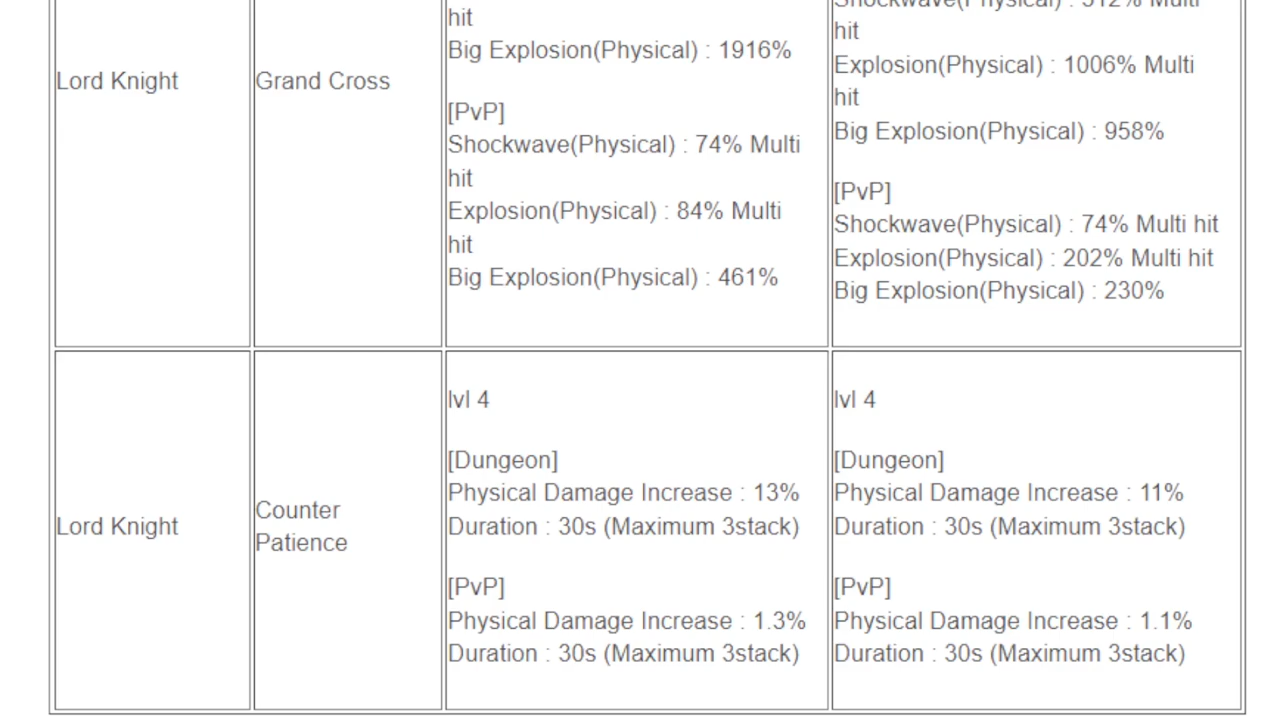 Lord Knight
Grand Cross
hit
Big Explosion(Physical) : 1916%
[PvP]
Shockwave(Physical) : 74% Multi
hit
Explosion(Physical) : 84% Multi
hit
Big Explosion(Physical) : 461%
Shockwave(Physical) : 512% Multi
hit
Explosion(Physical) : 1006% Multi
hit
Big Explosion(Physical) : 958%
[PvP]
Shockwave(Physical) : 74% Multi hit
Explosion(Physical) : 202% Multi hit
Big Explosion(Physical) : 230%
Lord Knight
Counter
Patience
lvl 4
[Dungeon]
Physical Damage Increase : 13%
Duration : 30s (Maximum 3stack)
[PvP]
Physical Damage Increase : 1.3%
Duration : 30s (Maximum 3stack)
lvl 4
[Dungeon]
Physical Damage Increase : 11%
Duration : 30s (Maximum 3stack)
[PvP]
Physical Damage Increase : 1.1%
Duration : 30s (Maximum 3stack)